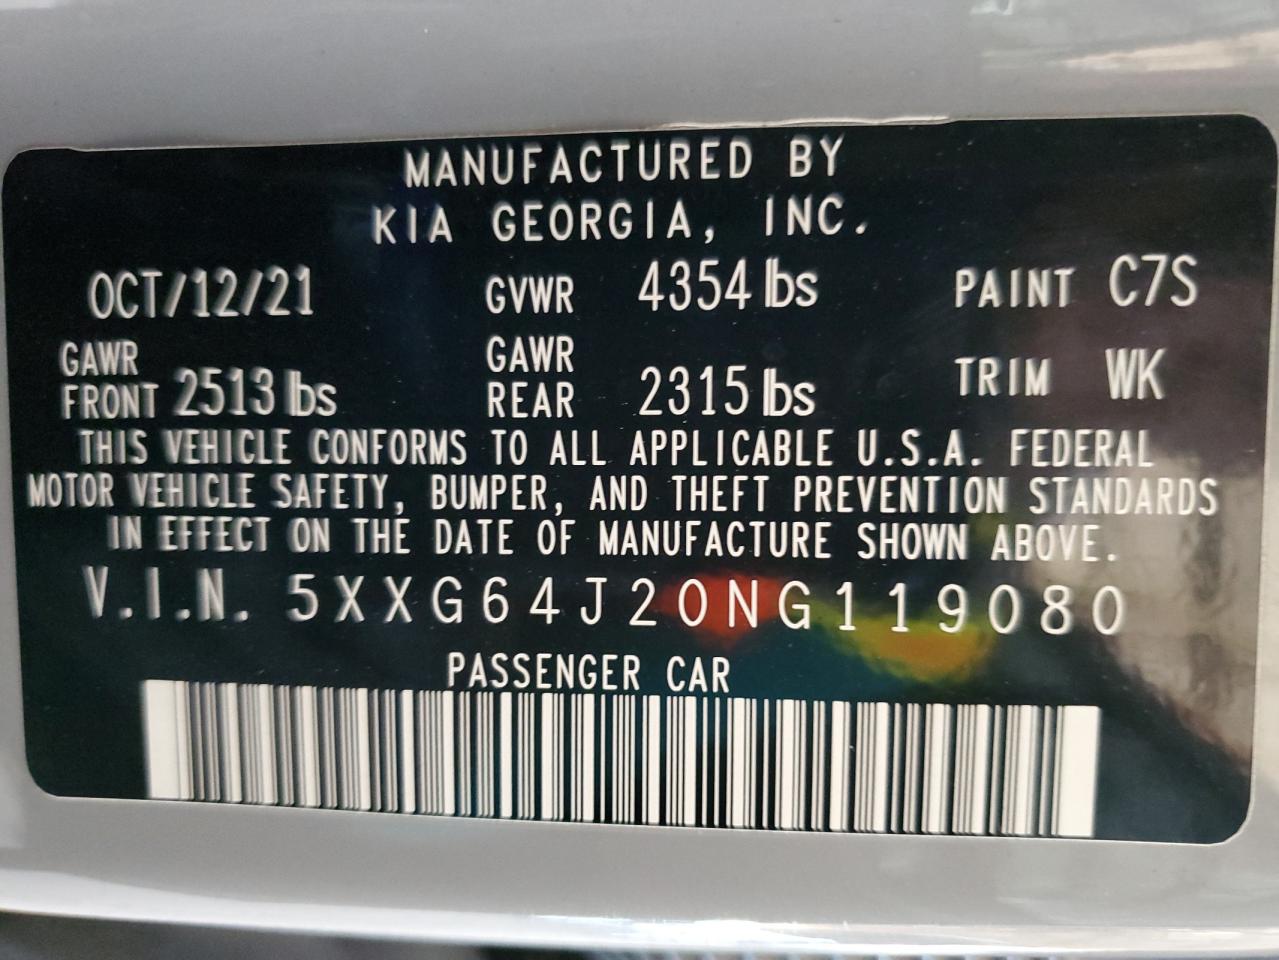 MANUFACTURED BY
KIA GEORGIA, INC.
OCT/12/21 GVWR 4354 lbs PAINT C7S
GAWR FRONT 2513 lbs GAWR REAR 2315 lbs TRIM WK
THIS VEHICLE CONFORMS TO ALL APPLICABLE U.S.A. FEDERAL
MOTOR VEHICLE SAFETY, BUMPER, AND THEFT PREVENTION STANDARDS
IN EFFECT ON THE DATE OF MANUFACTURE SHOWN ABOVE.
V.I.N. 5XXG64J20NG119080
PASSENGER CAR